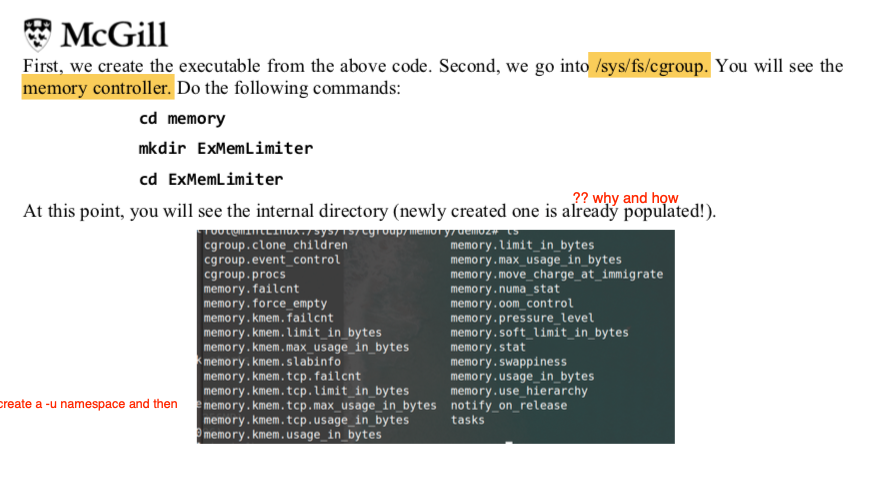 McGill
First, we create the executable from the above code. Second, we go into /sys/fs/cgroup. You will see the
memory controller. Do the following commands:
cd memory
mkdir ExMemLimiter
cd ExMemLimiter
?? why and how
At this point, you will see the internal directory (newly created one is already populated!).
root@mintLinux:/sys/fs/cgroup/memory/demo2# ls
cgroup.clone_children memory.limit_in_bytes
cgroup.event_control memory.max_usage_in_bytes
cgroup.procs memory.move_charge_at_immigrate
memory.failcnt memory.numa_stat
memory.force_empty memory.oom_control
memory.kmem.failcnt memory.pressure_level
memory.kmem.limit_in_bytes memory.soft_limit_in_bytes
memory.kmem.max_usage_in_bytes memory.stat
memory.kmem.slabinfo memory.swappiness
memory.kmem.tcp.failcnt memory.usage_in_bytes
memory.kmem.tcp.limit_in_bytes memory.use_hierarchy
create a -u namespace and then
memory.kmem.tcp.max_usage_in_bytes notify_on_release
memory.kmem.tcp.usage_in_bytes tasks
memory.kmem.usage_in_bytes